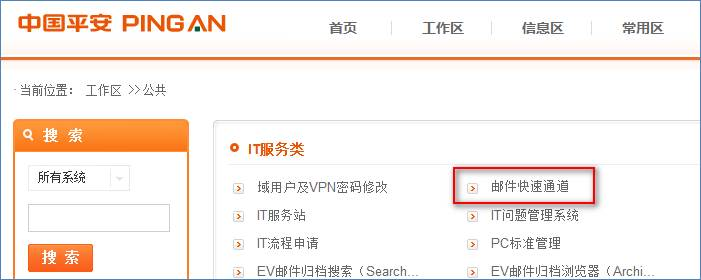 中国平安 PING AN
首页 工作区 信息区 常用区
· 当前位置： 工作区 >>公共
搜 索
所有系统
搜 索
IT服务类
域用户及VPN密码修改 邮件快速通道
IT服务站 IT问题管理系统
IT流程申请 PC标准管理
EV邮件归档搜索（Search... EV邮件归档浏览器（Archi...